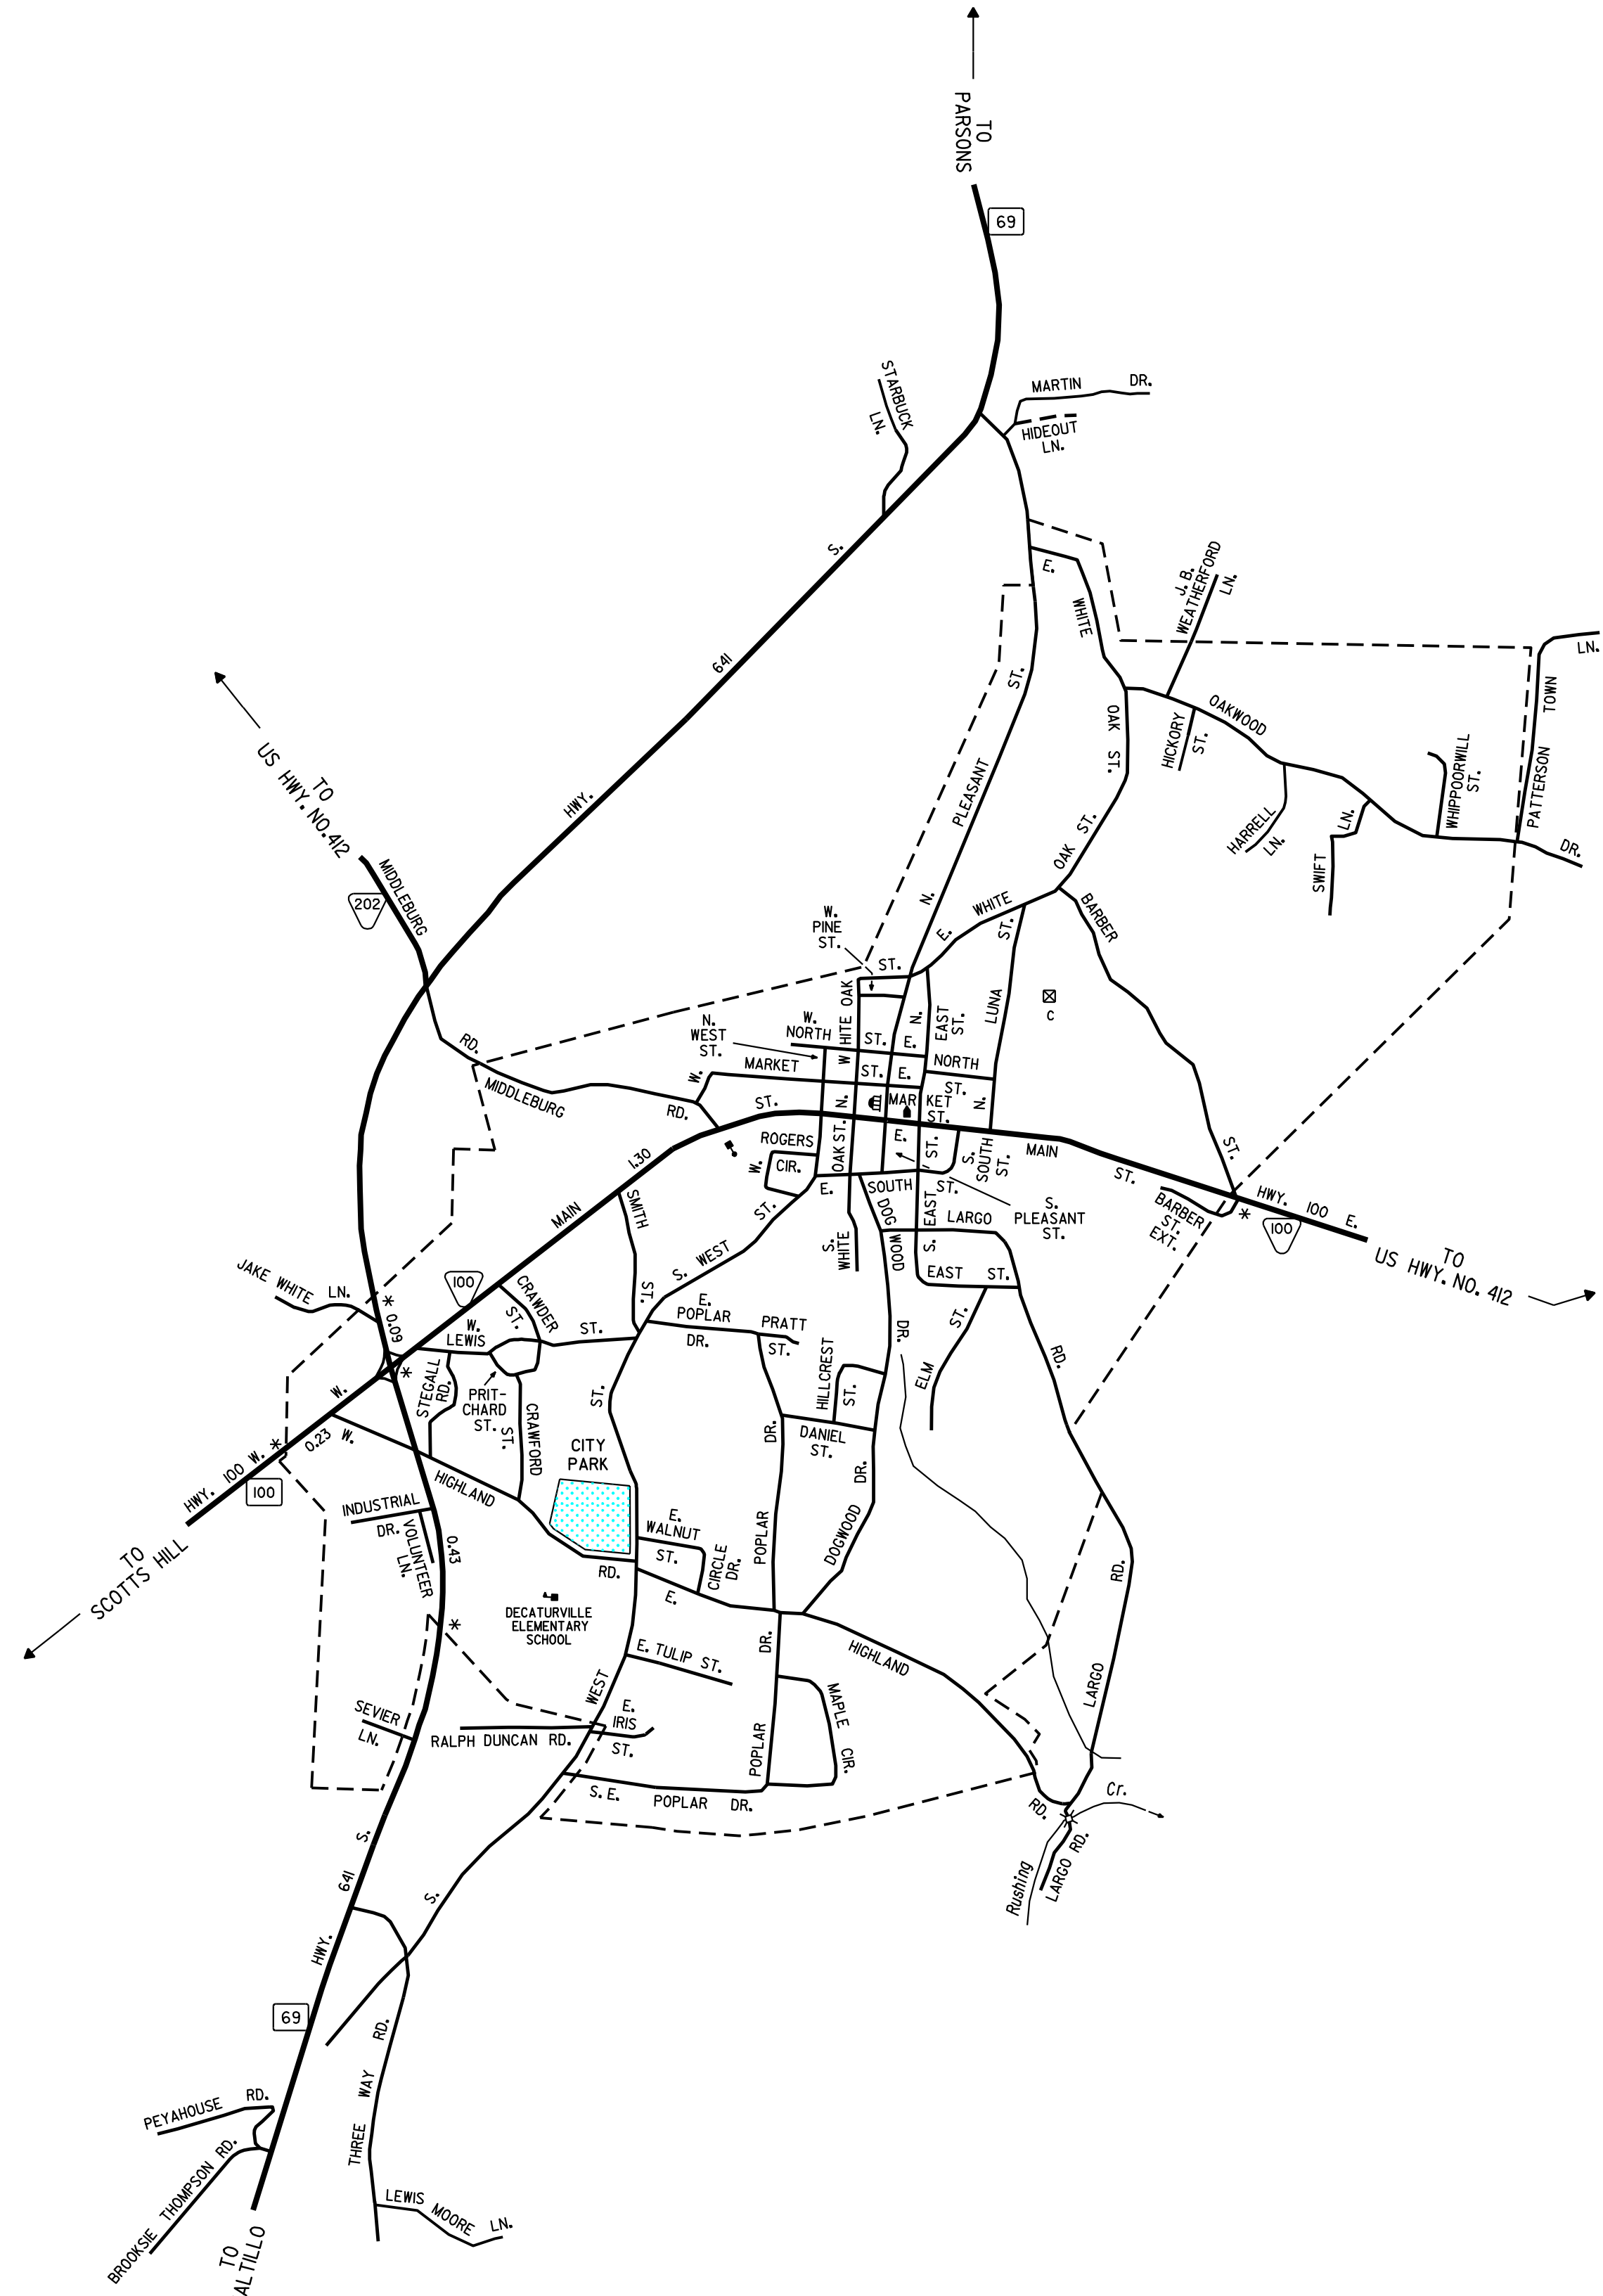 TO
PARSONS
69
STARBUCK
LN.
MARTIN DR.
HIDEOUT
LN.
S.
641
HWY.
E.
WHITE
OAK ST.
J. B.
WEATHERFORD
LN.
LN.
TOWN
PATTERSON
OAKWOOD
DR.
HICKORY
ST.
HARRELL
LN.
SWIFT
LN.
WHIPPOORWILL
ST.
ST.
PLEASANT
N.
TO
US HWY. NO. 412
202
MIDDLEBURG
RD.
MIDDLEBURG
RD.
OAK ST.
WHITE
E.
BARBER
ST.
W.
PINE
ST.
ST.
W HITE OAK
N.
EAST
ST.
N.
LUNA
ST.
N.
C
N.
WEST
ST.
W.
NORTH
ST.
E.
NORTH
ST.
W.
MARKET
ST.
E.
MAR KET
ST.
ST.
1.30
MAIN
ROGERS
CIR.
W.
OAK ST.
E.
ST.
S.
SOUTH
ST.
MAIN
ST.
E.
SOUTH
ST.
S.
PLEASANT
ST.
HWY. 100 E.
100
BARBER
ST.
EXT.
*
TO
US HWY. NO. 412
S.
WHITE
DOG
WOOD
DR.
S.
EAST
LARGO
RD.
EAST ST.
ELM
ST.
SMITH
ST.
S. WEST
ST.
JAKE WHITE LN.
*
0.09
100
CRAWDER
ST.
W.
LEWIS
ST.
E.
POPLAR
DR.
PRATT
ST.
HILLCREST
ST.
DANIEL
ST.
STEGALL
RD.
PRIT-
CHARD
ST.
CRAWFORD
ST.
*
W.
0.23
W.
HIGHLAND
RD.
HWY. 100 W.
*
100
TO
SCOTTS HILL
INDUSTRIAL
DR.
VOLUNTEER
LN.
0.43
*
CITY
PARK
ST.
E.
WALNUT
ST.
CIRCLE
DR.
DR.
POPLAR
DR.
DOGWOOD
DECATURVILLE
ELEMENTARY
SCHOOL
E.
HIGHLAND
RD.
RD.
LARGO
E. TULIP ST.
DR.
POPLAR
MAPLE
CIR.
WEST
S.
E.
IRIS
ST.
SEVIER
LN.
RALPH DUNCAN RD.
S. E. POPLAR DR.
Cr.
Rushing
LARGO RD.
S.
641
HWY.
69
THREE WAY RD.
PEYAHOUSE RD.
BROOKSIE THOMPSON RD.
LEWIS MOORE LN.
TO
ALTILLO